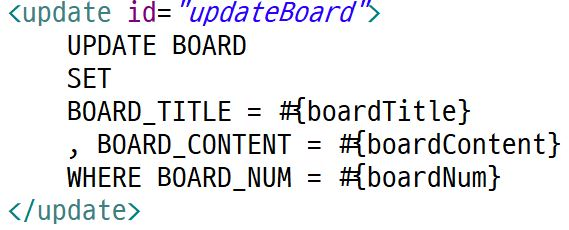 <update id="updateBoard">
UPDATE BOARD
SET
BOARD_TITLE = #{boardTitle}
, BOARD_CONTENT = #{boardContent}
WHERE BOARD_NUM = #{boardNum}
</update>